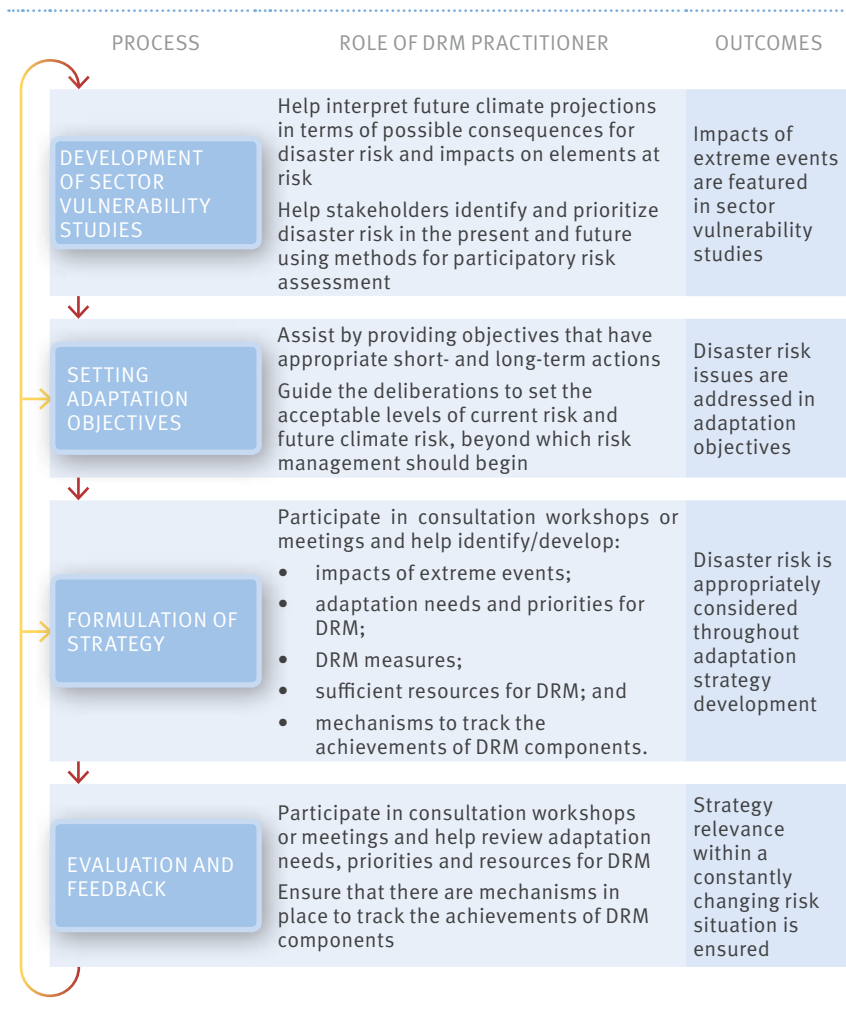 PROCESS
ROLE OF DRM PRACTITIONER
OUTCOMES
DEVELOPMENT
OF SECTOR
VULNERABILITY
STUDIES
Help interpret future climate projections
in terms of possible consequences for
disaster risk and impacts on elements at
risk
Help stakeholders identify and prioritize
disaster risk in the present and future
using methods for participatory risk
assessment
Impacts of
extreme events
are featured
in sector
vulnerability
studies
SETTING
ADAPTATION
OBJECTIVES
Assist by providing objectives that have
appropriate short- and long-term actions
Guide the deliberations to set the
acceptable levels of current risk and
future climate risk, beyond which risk
management should begin
Disaster risk
issues are
addressed in
adaptation
objectives
FORMULATION OF
STRATEGY
Participate in consultation workshops or
meetings and help identify/develop:
• impacts of extreme events;
• adaptation needs and priorities for
DRM;
• DRM measures;
• sufficient resources for DRM; and
• mechanisms to track the
achievements of DRM components.
Disaster risk is
appropriately
considered
throughout
adaptation
strategy
development
EVALUATION AND
FEEDBACK
Participate in consultation workshops
or meetings and help review adaptation
needs, priorities and resources for DRM
Ensure that there are mechanisms in
place to track the achievements of DRM
components
Strategy
relevance
within a
constantly
changing risk
situation is
ensured